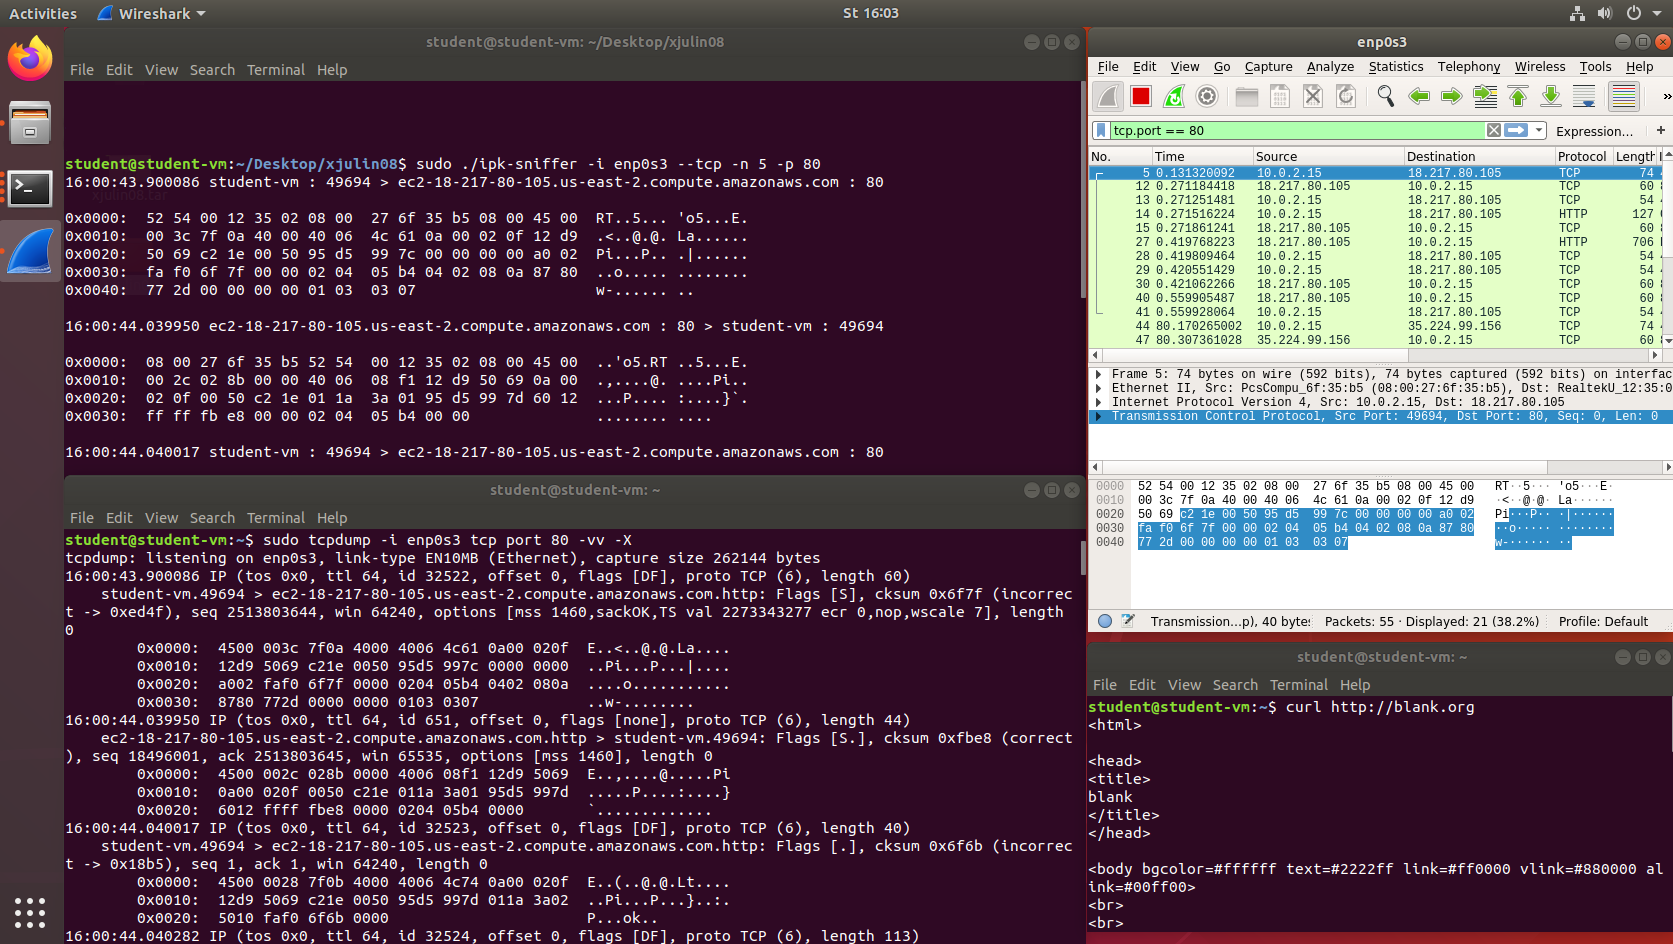 Activities
Wireshark
St 16:03
student@student-vm: ~/Desktop/xjulin08
File Edit View Search Terminal Help
student@student-vm:~/Desktop/xjulin08$ sudo ./ipk-sniffer -i enp0s3 --tcp -n 5 -p 80
16:00:43.900086 student-vm : 49694 > ec2-18-217-80-105.us-east-2.compute.amazonaws.com : 80
0x0000: 52 54 00 12 35 02 08 00 27 6f 35 b5 08 00 45 00 RT..5... 'o5...E.
0x0010: 00 3c 7f 0a 40 00 40 06 4c 61 0a 00 02 0f 12 d9 .<..@.@. La......
0x0020: 50 69 c2 1e 00 50 95 d5 99 7c 00 00 00 00 a0 02 Pi...P.. .|......
0x0030: fa f0 6f 7f 00 00 02 04 05 b4 04 02 08 0a 87 80 ..o..... ........
0x0040: 77 2d 00 00 00 00 01 03 03 07 w-...... ..
16:00:44.039950 ec2-18-217-80-105.us-east-2.compute.amazonaws.com : 80 > student-vm : 49694
0x0000: 08 00 27 6f 35 b5 52 54 00 12 35 02 08 00 45 00 ..'o5.RT ..5...E.
0x0010: 00 2c 02 8b 00 00 40 06 08 f1 12 d9 50 69 0a 00 .,....@. ....Pi..
0x0020: 02 0f 00 50 c2 1e 01 1a 3a 01 95 d5 99 7d 60 12 ...P.... :....}`.
0x0030: ff ff fb e8 00 00 02 04 05 b4 00 00 ........ ....
16:00:44.040017 student-vm : 49694 > ec2-18-217-80-105.us-east-2.compute.amazonaws.com : 80
student@student-vm: ~
File Edit View Search Terminal Help
student@student-vm:~$ sudo tcpdump -i enp0s3 tcp port 80 -vv -X
tcpdump: listening on enp0s3, link-type EN10MB (Ethernet), capture size 262144 bytes
16:00:43.900086 IP (tos 0x0, ttl 64, id 32522, offset 0, flags [DF], proto TCP (6), length 60)
student-vm.49694 > ec2-18-217-80-105.us-east-2.compute.amazonaws.com.http: Flags [S], cksum 0x6f7f (incorrec
t -> 0xed4f), seq 2513803644, win 64240, options [mss 1460,sackOK,TS val 2273343277 ecr 0,nop,wscale 7], length
0
0x0000: 4500 003c 7f0a 4000 4006 4c61 0a00 020f E..<..@.@.La....
0x0010: 12d9 5069 c21e 0050 95d5 997c 0000 0000 ..Pi...P...|....
0x0020: a002 faf0 6f7f 0000 0204 05b4 0402 080a ....o...........
0x0030: 8780 772d 0000 0000 0103 0307 ..w-........
16:00:44.039950 IP (tos 0x0, ttl 64, id 651, offset 0, flags [none], proto TCP (6), length 44)
ec2-18-217-80-105.us-east-2.compute.amazonaws.com.http > student-vm.49694: Flags [S.], cksum 0xfbe8 (correct
), seq 18496001, ack 2513803645, win 65535, options [mss 1460], length 0
0x0000: 4500 002c 028b 0000 4006 08f1 12d9 5069 E..,....@.....Pi
0x0010: 0a00 020f 0050 c21e 011a 3a01 95d5 997d .....P....:....}
0x0020: 6012 ffff fbe8 0000 0204 05b4 0000 `.............
16:00:44.040017 IP (tos 0x0, ttl 64, id 32523, offset 0, flags [DF], proto TCP (6), length 40)
student-vm.49694 > ec2-18-217-80-105.us-east-2.compute.amazonaws.com.http: Flags [.], cksum 0x6f6b (incorrec
t -> 0x18b5), seq 1, ack 1, win 64240, length 0
0x0000: 4500 0028 7f0b 4000 4006 4c74 0a00 020f E..(..@.@.Lt....
0x0010: 12d9 5069 c21e 0050 95d5 997d 011a 3a02 ..Pi...P...}..:.
0x0020: 5010 faf0 6f6b 0000 P...ok..
16:00:44.040282 IP (tos 0x0, ttl 64, id 32524, offset 0, flags [DF], proto TCP (6), length 113)
enp0s3
File Edit View Go Capture Analyze Statistics Telephony Wireless Tools Help
tcp.port == 80 Expression… +
No. Time Source Destination Protocol Length
5 0.131320092 10.0.2.15 18.217.80.105 TCP 74
12 0.271184418 18.217.80.105 10.0.2.15 TCP 60
13 0.271251481 10.0.2.15 18.217.80.105 TCP 54
14 0.271516224 10.0.2.15 18.217.80.105 HTTP 127
15 0.271861241 18.217.80.105 10.0.2.15 TCP 60
27 0.419768223 18.217.80.105 10.0.2.15 HTTP 706
28 0.419809464 10.0.2.15 18.217.80.105 TCP 54
29 0.420551429 10.0.2.15 18.217.80.105 TCP 54
30 0.421062266 18.217.80.105 10.0.2.15 TCP 60
40 0.559905487 18.217.80.105 10.0.2.15 TCP 60
41 0.559928064 10.0.2.15 18.217.80.105 TCP 54
44 80.170265002 10.0.2.15 35.224.99.156 TCP 74
47 80.307361028 35.224.99.156 10.0.2.15 TCP 60
Frame 5: 74 bytes on wire (592 bits), 74 bytes captured (592 bits) on interfac
Ethernet II, Src: PcsCompu_6f:35:b5 (08:00:27:6f:35:b5), Dst: RealtekU_12:35:0
Internet Protocol Version 4, Src: 10.0.2.15, Dst: 18.217.80.105
Transmission Control Protocol, Src Port: 49694, Dst Port: 80, Seq: 0, Len: 0
0000 52 54 00 12 35 02 08 00 27 6f 35 b5 08 00 45 00 RT··5··· 'o5···E·
0010 00 3c 7f 0a 40 00 40 06 4c 61 0a 00 02 0f 12 d9 ·<··@·@· La······
0020 50 69 c2 1e 00 50 95 d5 99 7c 00 00 00 00 a0 02 Pi···P·· ·|······
0030 fa f0 6f 7f 00 00 02 04 05 b4 04 02 08 0a 87 80 ··o····· ········
0040 77 2d 00 00 00 00 01 03 03 07 w-······ ··
Transmission…p), 40 bytes Packets: 55 · Displayed: 21 (38.2%) Profile: Default
student@student-vm: ~
File Edit View Search Terminal Help
student@student-vm:~$ curl http://blank.org
<html>
<head>
<title>
blank
</title>
</head>
<body bgcolor=#ffffff text=#2222ff link=#ff0000 vlink=#880000 al
ink=#00ff00>
<br>
<br>